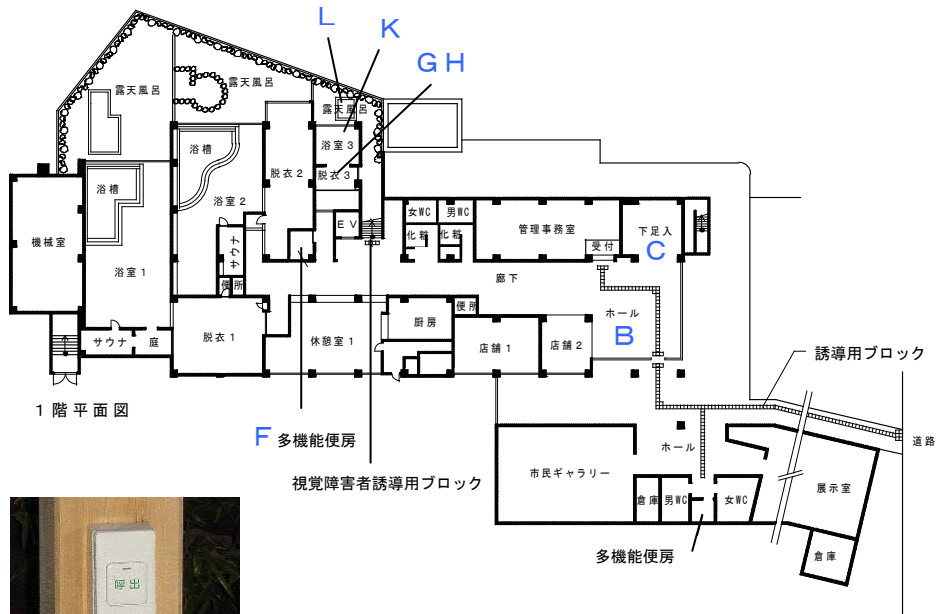 L
K
G H
露天風呂
露天風呂
露天風呂
浴槽
浴室3
脱衣2
脱衣3
浴槽
浴室2
機械室
EV
女WC
男WC
化粧
化粧
管理事務室
受付
下足入
C
サウナ
便所
浴室1
廊下
ホール
B
便所
厨房
脱衣1
休憩室1
店舗1
店舗2
サウナ
庭
誘導用ブロック
1階平面図
F 多機能便房
視覚障害者誘導用ブロック
道路
ホール
市民ギャラリー
倉庫
男WC
女WC
展示室
多機能便房
倉庫
呼出